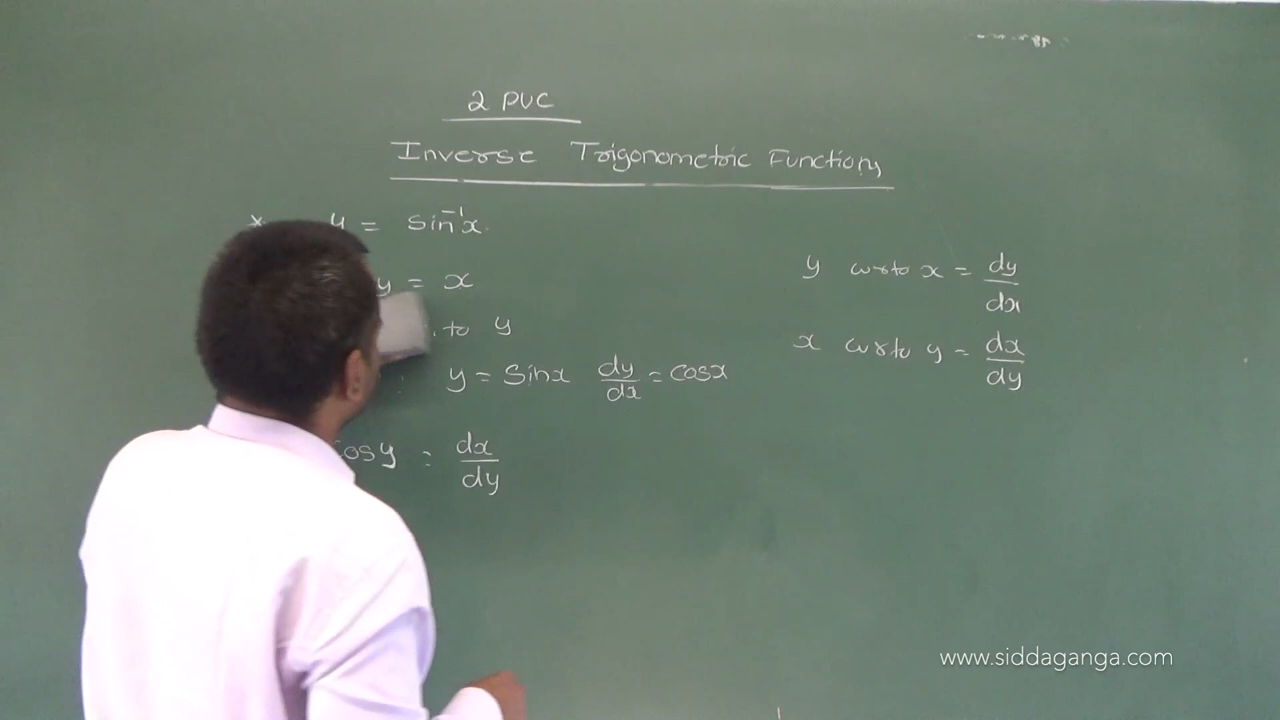 2 PUC
Inverse Trigonometric Functions
* y = sin⁻¹x.
y = x
. to y
y = sinx dy/dx = cosx
cosy = dx/dy
y w.r.to x = dy/dx
x w.r.to y = dx/dy
www.siddaganga.com